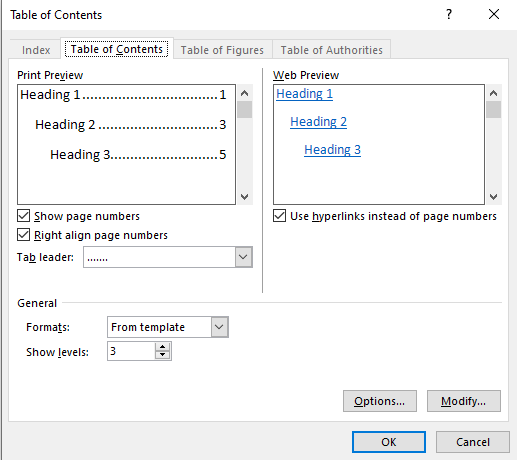 Table of Contents ? ×
Index Table of Contents Table of Figures Table of Authorities
Print Preview
Heading 1........................................ 1
Heading 2................................... 3
Heading 3.............................. 5
Show page numbers
Right align page numbers
Tab leader: .......
Web Preview
Heading 1
Heading 2
Heading 3
Use hyperlinks instead of page numbers
General
Formats: From template
Show levels: 3
Options... Modify...
OK Cancel